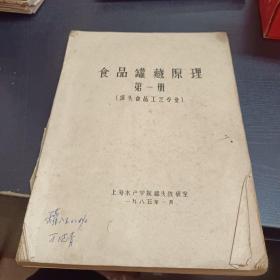 食品罐藏原理
第一册
（罐头食品工艺专业）
上海水产学院罐头教研室
一九八五年一月